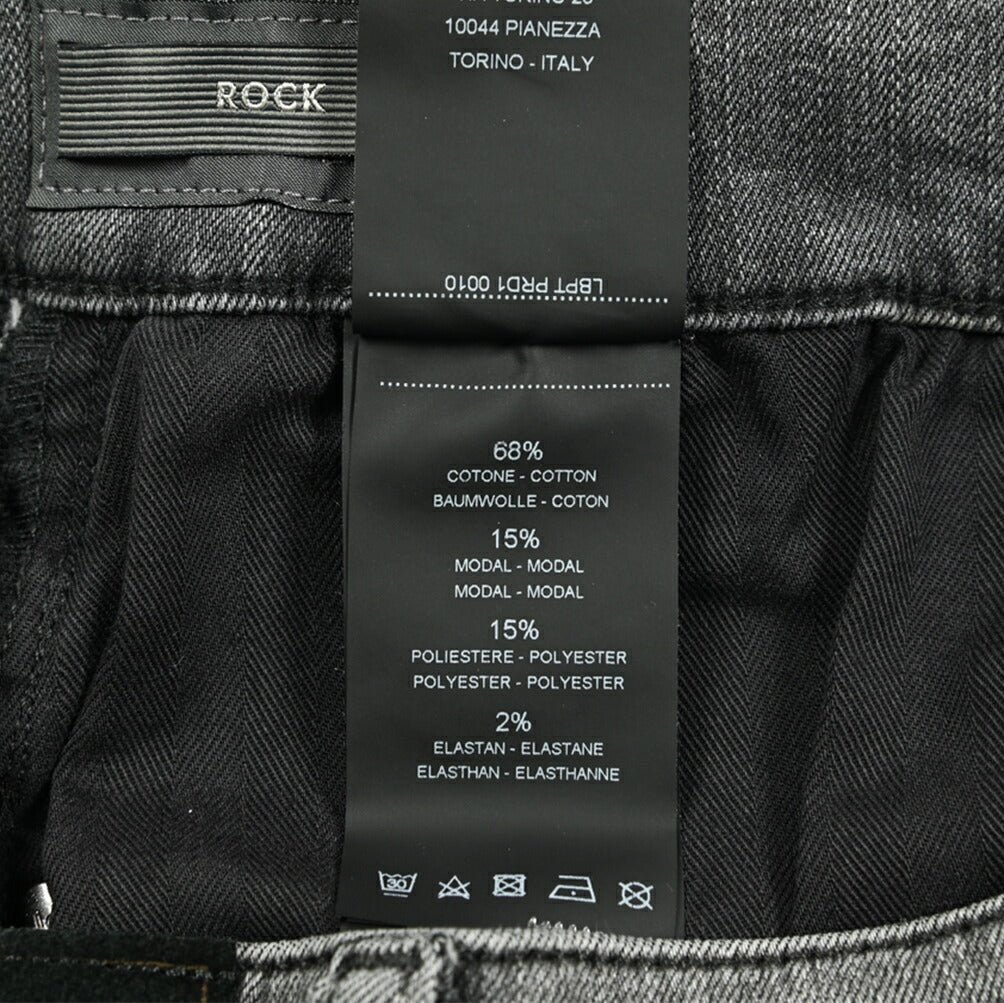 ROCK
10044 PIANEZZA
TORINO - ITALY
LBPT PRD1 0010
68%
COTONE - COTTON
BAUMWOLLE - COTON
15%
MODAL - MODAL
MODAL - MODAL
15%
POLIESTERE - POLYESTER
POLYESTER - POLYESTER
2%
ELASTAN - ELASTANE
ELASTHAN - ELASTHANNE
30